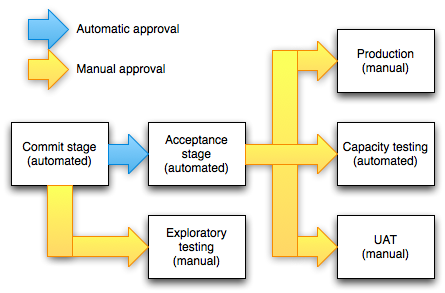 Automatic approval
Manual approval
Production
(manual)
Commit stage
(automated)
Acceptance
stage
(automated)
Capacity testing
(automated)
Exploratory
testing
(manual)
UAT
(manual)